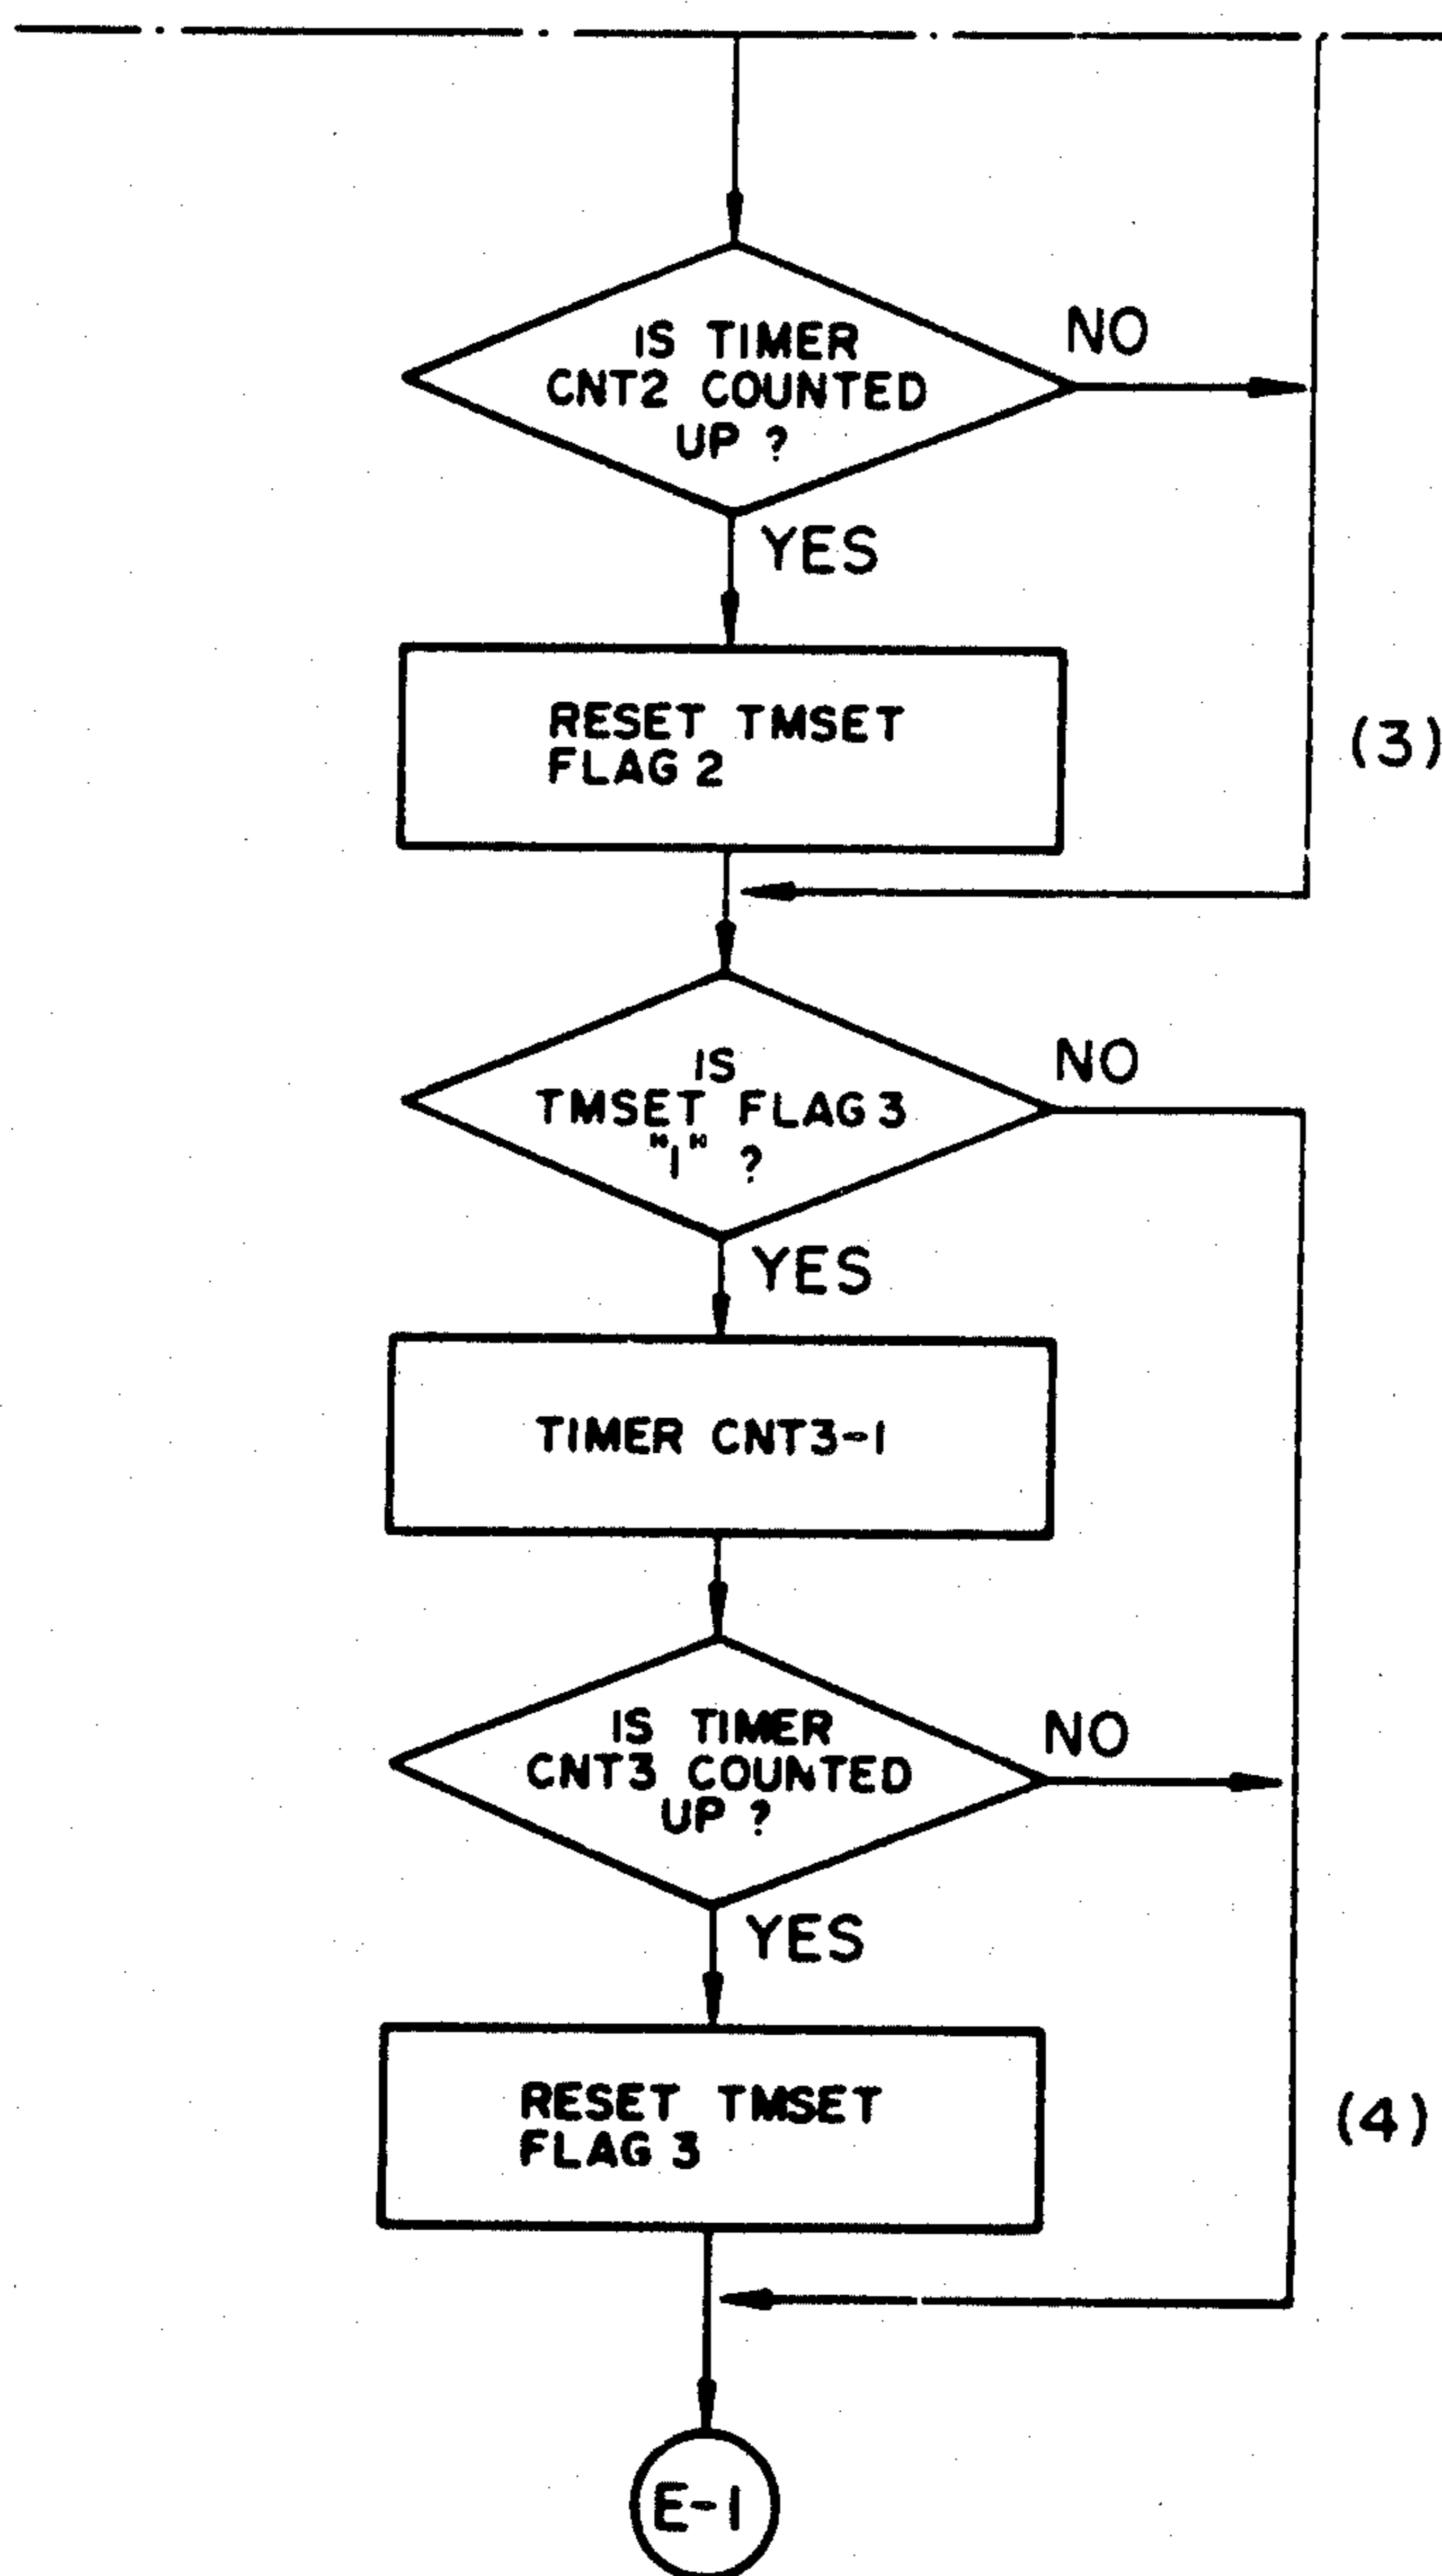 IS TIMER
CNT2 COUNTED
UP ?
NO
YES
RESET TMSET
FLAG 2
(3)
IS
TMSET FLAG 3
"1" ?
NO
YES
TIMER CNT3-1
IS TIMER
CNT3 COUNTED
UP ?
NO
YES
RESET TMSET
FLAG 3
(4)
E-1